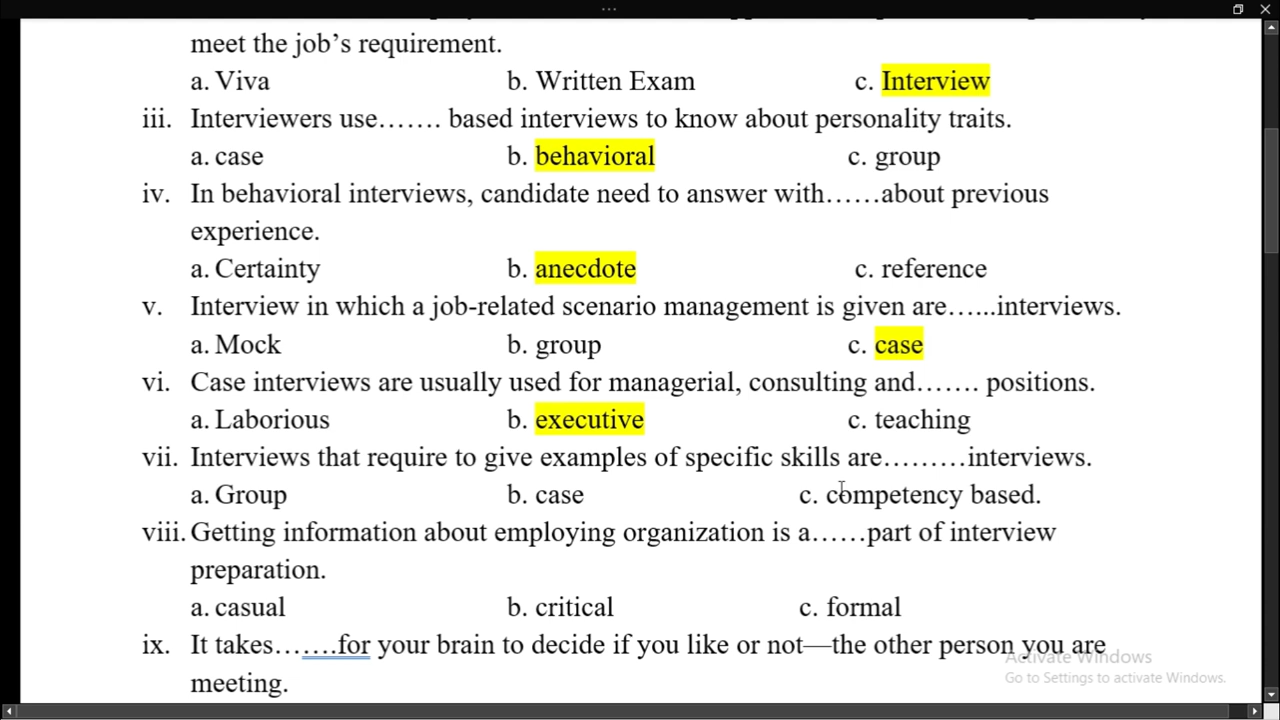 meet the job’s requirement.
a. Viva b. Written Exam c. Interview
iii. Interviewers use……. based interviews to know about personality traits.
a. case b. behavioral c. group
iv. In behavioral interviews, candidate need to answer with……about previous
experience.
a. Certainty b. anecdote c. reference
v. Interview in which a job-related scenario management is given are…...interviews.
a. Mock b. group c. case
vi. Case interviews are usually used for managerial, consulting and……. positions.
a. Laborious b. executive c. teaching
vii. Interviews that require to give examples of specific skills are………interviews.
a. Group b. case c. competency based.
viii. Getting information about employing organization is a……part of interview
preparation.
a. casual b. critical c. formal
ix. It takes…….for your brain to decide if you like or not—the other person you are
meeting.
Activate Windows
Go to Settings to activate Windows.